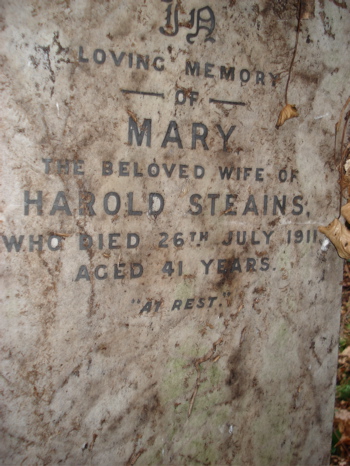 IN
LOVING MEMORY
OF
MARY
THE BELOVED WIFE OF
HAROLD STEAINS,
WHO DIED 26TH JULY 1911,
AGED 41 YEARS.
"AT REST."